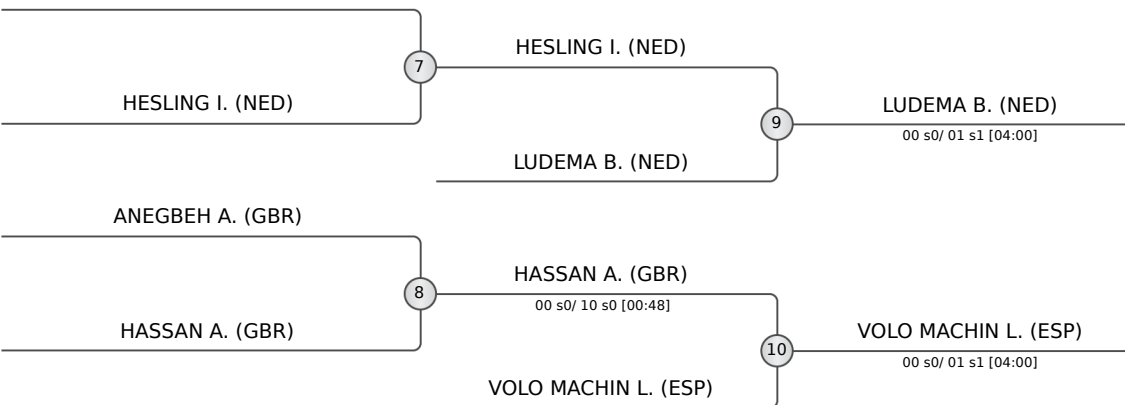 HESLING I. (NED)
7
HESLING I. (NED)
LUDEMA B. (NED)
9
LUDEMA B. (NED)
00 s0/ 01 s1 [04:00]
ANEGBEH A. (GBR)
HASSAN A. (GBR)
8
HASSAN A. (GBR)
00 s0/ 10 s0 [00:48]
VOLO MACHIN L. (ESP)
10
VOLO MACHIN L. (ESP)
00 s0/ 01 s1 [04:00]